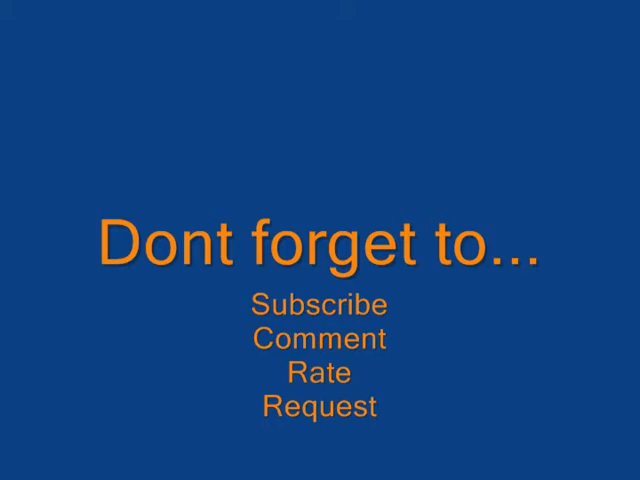 Dont forget to...
Subscribe
Comment
Rate
Request